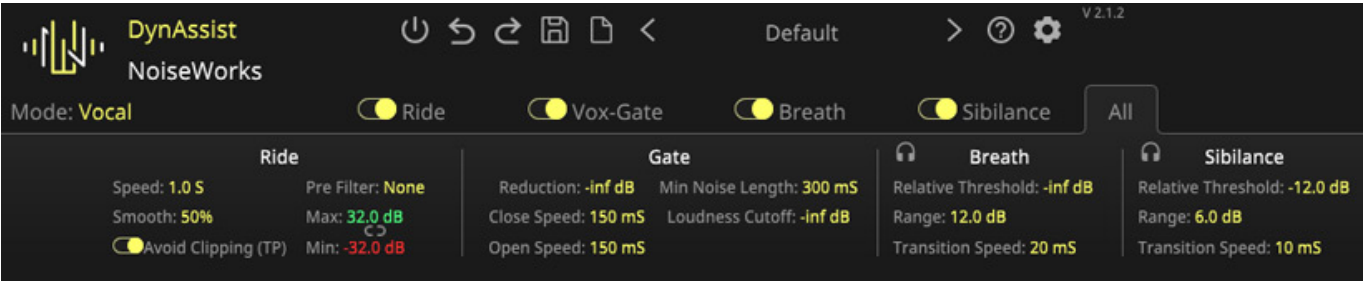 DynAssist
NoiseWorks
Default
V 2.1.2
Mode: Vocal
Ride
Vox-Gate
Breath
Sibilance
All
Ride
Speed: 1.0 S
Pre Filter: None
Smooth: 50%
Max: 32.0 dB
Avoid Clipping (TP)
Min: -32.0 dB
Gate
Reduction: -inf dB
Min Noise Length: 300 mS
Close Speed: 150 mS
Loudness Cutoff: -inf dB
Open Speed: 150 mS
Breath
Relative Threshold: -inf dB
Range: 12.0 dB
Transition Speed: 20 mS
Sibilance
Relative Threshold: -12.0 dB
Range: 6.0 dB
Transition Speed: 10 mS